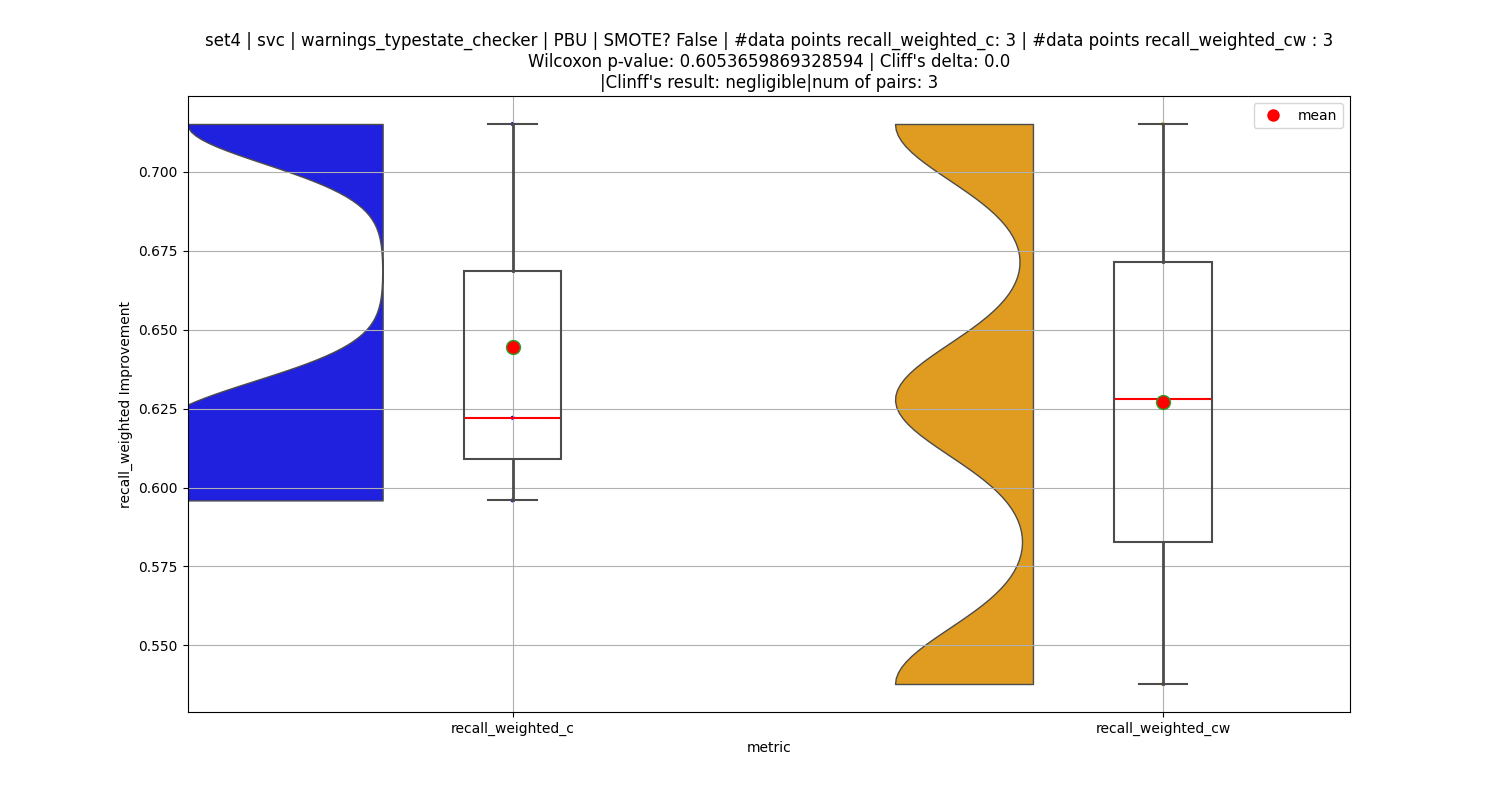 set4 | svc | warnings_typestate_checker | PBU | SMOTE? False | #data points recall_weighted_c: 3 | #data points recall_weighted_cw : 3
Wilcoxon p-value: 0.6053659869328594 | Cliff's delta: 0.0
|Clinff's result: negligible|num of pairs: 3
mean
0.700
0.675
0.650
0.625
0.600
0.575
0.550
recall_weighted Improvement
recall_weighted_c
recall_weighted_cw
metric